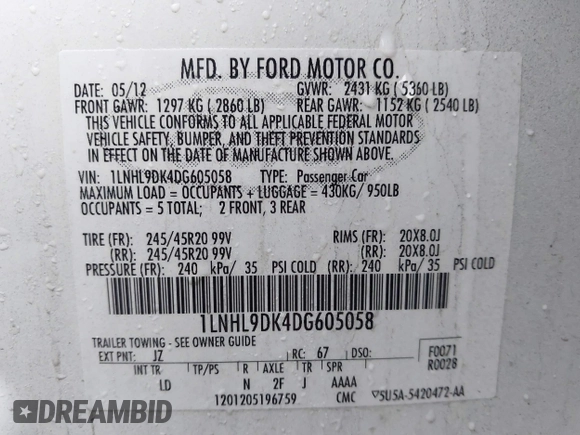 MFD. BY FORD MOTOR CO.
DATE: 05/12 GVWR: 2431 KG ( 5360 LB)
FRONT GAWR: 1297 KG ( 2860 LB) REAR GAWR: 1152 KG ( 2540 LB)
THIS VEHICLE CONFORMS TO ALL APPLICABLE FEDERAL MOTOR
VEHICLE SAFETY, BUMPER, AND THEFT PREVENTION STANDARDS
IN EFFECT ON THE DATE OF MANUFACTURE SHOWN ABOVE.
VIN: 1LNHL9DK4DG605058 TYPE: Passenger Car
MAXIMUM LOAD = OCCUPANTS + LUGGAGE = 430KG/ 950LB
OCCUPANTS = 5 TOTAL; 2 FRONT, 3 REAR
TIRE (FR): 245/45R20 99V RIMS (FR): 20X8.0J
(RR): 245/45R20 99V (RR): 20X8.0J
PRESSURE (FR): 240 kPa/ 35 PSI COLD (RR): 240 kPa/ 35 PSI COLD
1LNHL9DK4DG605058
TRAILER TOWING - SEE OWNER GUIDE
EXT PNT: JZ RC: 67 DSO: F0071
R0028
INT TR TP/PS R AXLE TR SPR
LD N 2F J AAAA
1201205196759 CMC 5U5A-5420472-AA
DREAMBID